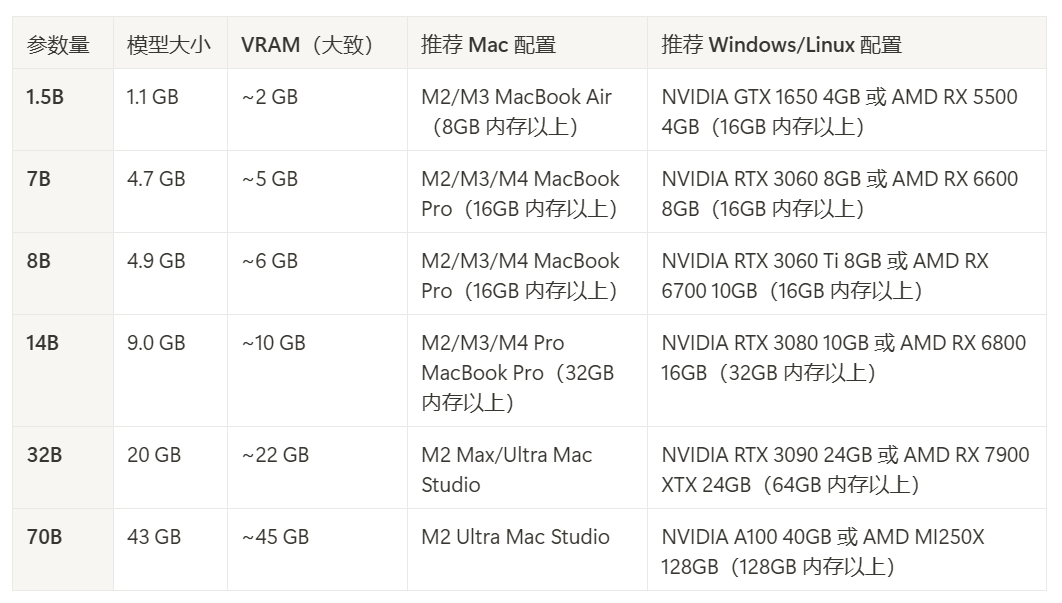 参数量 模型大小 VRAM（大致） 推荐 Mac 配置 推荐 Windows/Linux 配置
1.5B 1.1 GB ~2 GB M2/M3 MacBook Air NVIDIA GTX 1650 4GB 或 AMD RX 5500
（8GB 内存以上） 4GB（16GB 内存以上）
7B 4.7 GB ~5 GB M2/M3/M4 MacBook NVIDIA RTX 3060 8GB 或 AMD RX 6600
Pro（16GB 内存以上） 8GB（16GB 内存以上）
8B 4.9 GB ~6 GB M2/M3/M4 MacBook NVIDIA RTX 3060 Ti 8GB 或 AMD RX
Pro（16GB 内存以上） 6700 10GB（16GB 内存以上）
14B 9.0 GB ~10 GB M2/M3/M4 Pro NVIDIA RTX 3080 10GB 或 AMD RX 6800
MacBook Pro（32GB 16GB（32GB 内存以上）
内存以上）
32B 20 GB ~22 GB M2 Max/Ultra Mac NVIDIA RTX 3090 24GB 或 AMD RX 7900
Studio XTX 24GB（64GB 内存以上）
70B 43 GB ~45 GB M2 Ultra Mac Studio NVIDIA A100 40GB 或 AMD MI250X
128GB（128GB 内存以上）